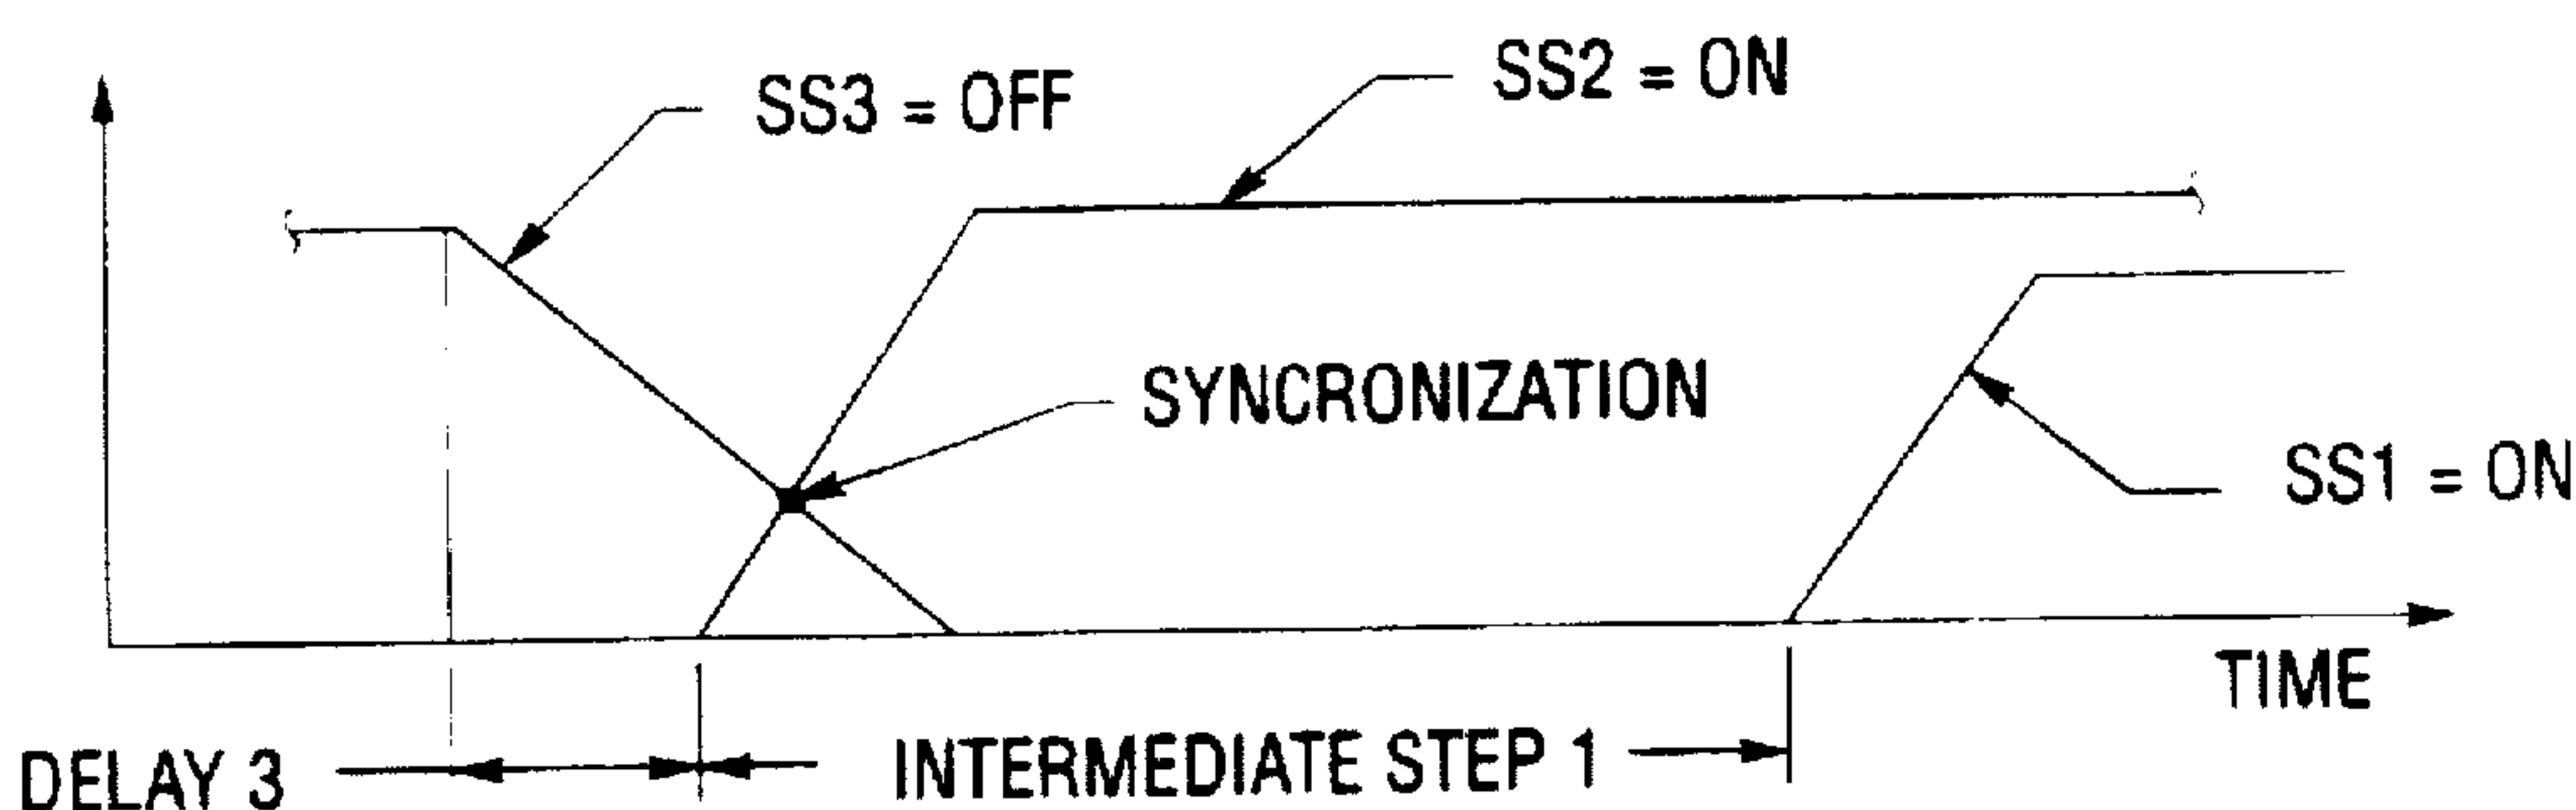 SS3 = OFF
SS2 = ON
SYNCRONIZATION
SS1 = ON
TIME
DELAY 3
INTERMEDIATE STEP 1